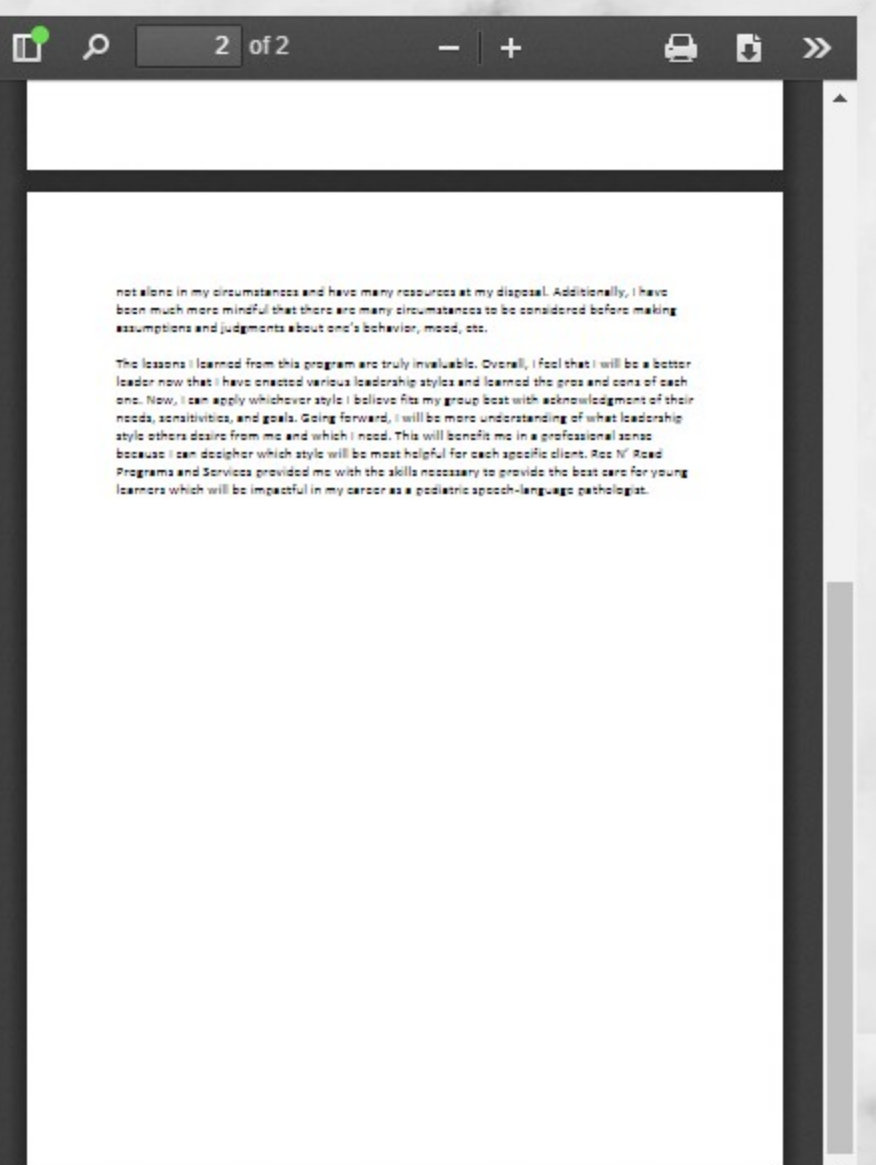 2 of 2
not alone in my circumstances and have many resources at my disposal. Additionally, I have
been much more mindful that there are many circumstances to be considered before making
assumptions and judgments about one's behavior, mood, etc.
The lessons I learned from this program are truly invaluable. Overall, I feel that I will be a better
leader now that I have enacted various leadership styles and learned the pros and cons of each
one. Now, I can apply whichever style I believe fits my group best with acknowledgment of their
needs, sensitivities, and goals. Going forward, I will be more understanding of what leadership
style others desire from me and which I need. This will benefit me in a professional sense
because I can decipher which style will be most helpful for each specific client. Rec N' Read
Programs and Services provided me with the skills necessary to provide the best care for young
learners which will be impactful in my career as a pediatric speech-language pathologist.